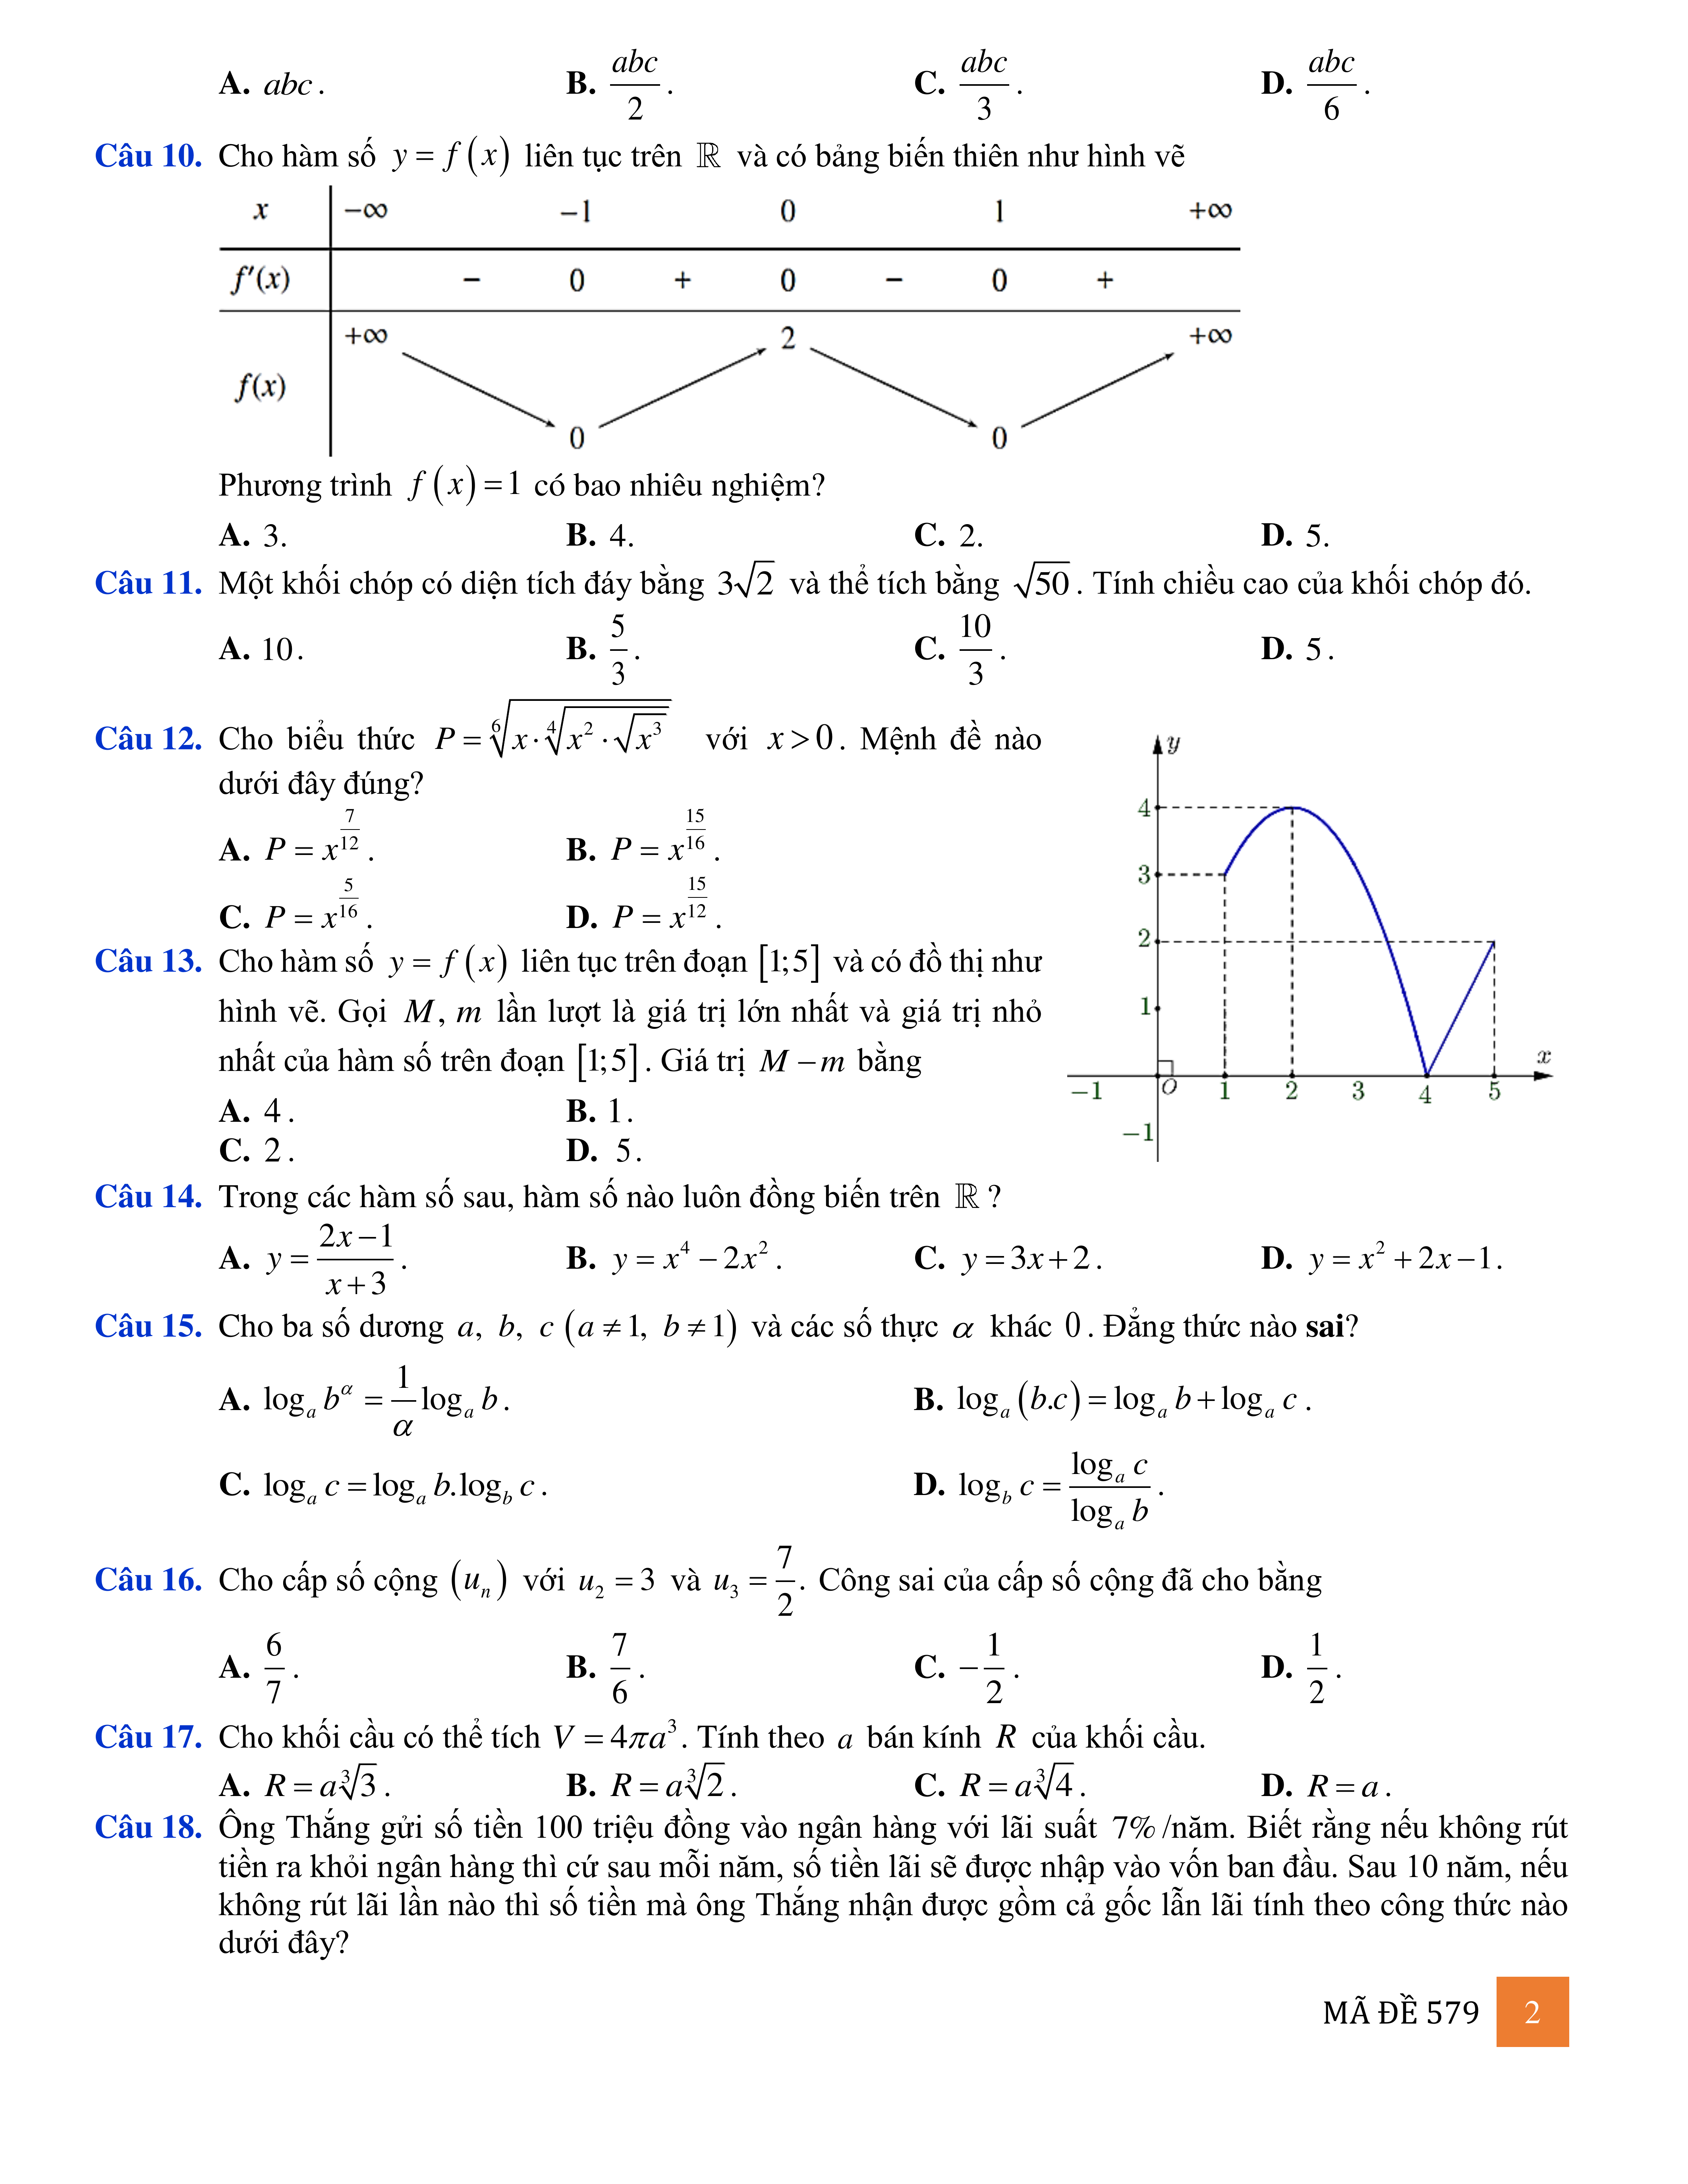 A. abc . B. \frac{abc}{2} . C. \frac{abc}{3} . D. \frac{abc}{6} .
Câu 10. Cho hàm số y = f(x) liên tục trên ℝ và có bảng biến thiên như hình vẽ
x −∞ −1 0 1 +∞
f′(x) − 0 + 0 − 0 +
+∞ 2 +∞
f(x)
0 0
Phương trình f(x) = 1 có bao nhiêu nghiệm?
A. 3. B. 4. C. 2. D. 5.
Câu 11. Một khối chóp có diện tích đáy bằng 3√2 và thể tích bằng √50 . Tính chiều cao của khối chóp đó.
A. 10 . B. \frac{5}{3} . C. \frac{10}{3} . D. 5 .
Câu 12. Cho biểu thức P = \sqrt[6]{x · \sqrt[4]{x^2 · \sqrt{x^3}}} với x > 0 . Mệnh đề nào
dưới đây đúng?
A. P = x^{\frac{7}{12}} . B. P = x^{\frac{15}{16}} .
C. P = x^{\frac{5}{16}} . D. P = x^{\frac{15}{12}} .
Câu 13. Cho hàm số y = f(x) liên tục trên đoạn [1;5] và có đồ thị như
hình vẽ. Gọi M, m lần lượt là giá trị lớn nhất và giá trị nhỏ
nhất của hàm số trên đoạn [1;5] . Giá trị M − m bằng
A. 4 . B. 1 .
C. 2 . D. 5 .
y
4
3
2
1
x
−1 O 1 2 3 4 5
−1
Câu 14. Trong các hàm số sau, hàm số nào luôn đồng biến trên ℝ ?
A. y = \frac{2x−1}{x+3} . B. y = x^4 − 2x^2 . C. y = 3x + 2 . D. y = x^2 + 2x − 1 .
Câu 15. Cho ba số dương a, b, c (a ≠ 1, b ≠ 1) và các số thực α khác 0 . Đẳng thức nào sai?
A. log_a b^α = \frac{1}{α} log_a b . B. log_a (b.c) = log_a b + log_a c .
C. log_a c = log_a b.log_b c . D. log_b c = \frac{log_a c}{log_a b} .
Câu 16. Cho cấp số cộng (u_n) với u_2 = 3 và u_3 = \frac{7}{2} . Công sai của cấp số cộng đã cho bằng
A. \frac{6}{7} . B. \frac{7}{6} . C. −\frac{1}{2} . D. \frac{1}{2} .
Câu 17. Cho khối cầu có thể tích V = 4πa^3 . Tính theo a bán kính R của khối cầu.
A. R = a\sqrt[3]{3} . B. R = a\sqrt[3]{2} . C. R = a\sqrt[3]{4} . D. R = a .
Câu 18. Ông Thắng gửi số tiền 100 triệu đồng vào ngân hàng với lãi suất 7% /năm. Biết rằng nếu không rút
tiền ra khỏi ngân hàng thì cứ sau mỗi năm, số tiền lãi sẽ được nhập vào vốn ban đầu. Sau 10 năm, nếu
không rút lãi lần nào thì số tiền mà ông Thắng nhận được gồm cả gốc lẫn lãi tính theo công thức nào
dưới đây?
MÃ ĐỀ 579 2